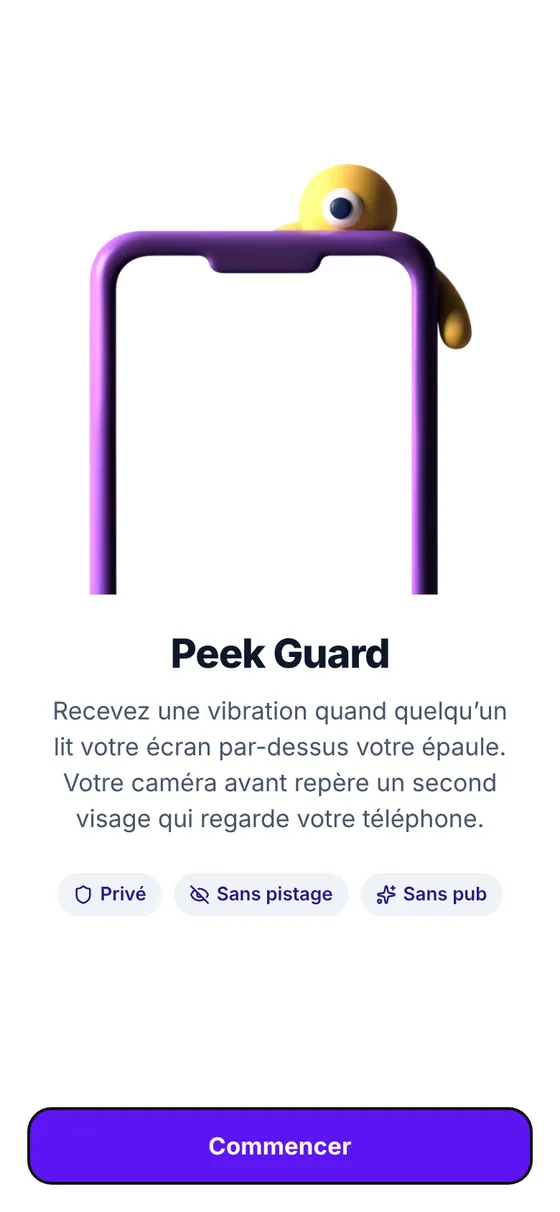 Peek Guard
Recevez une vibration quand quelqu’un
lit votre écran par-dessus votre épaule.
Votre caméra avant repère un second
visage qui regarde votre téléphone.
Privé
Sans pistage
Sans pub
Commencer